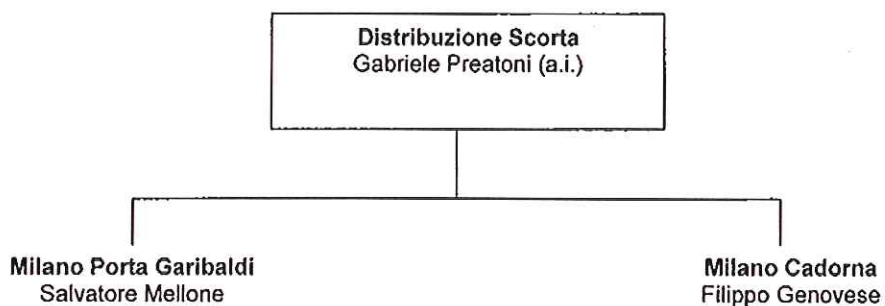 Distribuzione Scorta
Gabriele Preatoni (a.i.)
Milano Porta Garibaldi
Salvatore Mellone
Milano Cadorna
Filippo Genovese